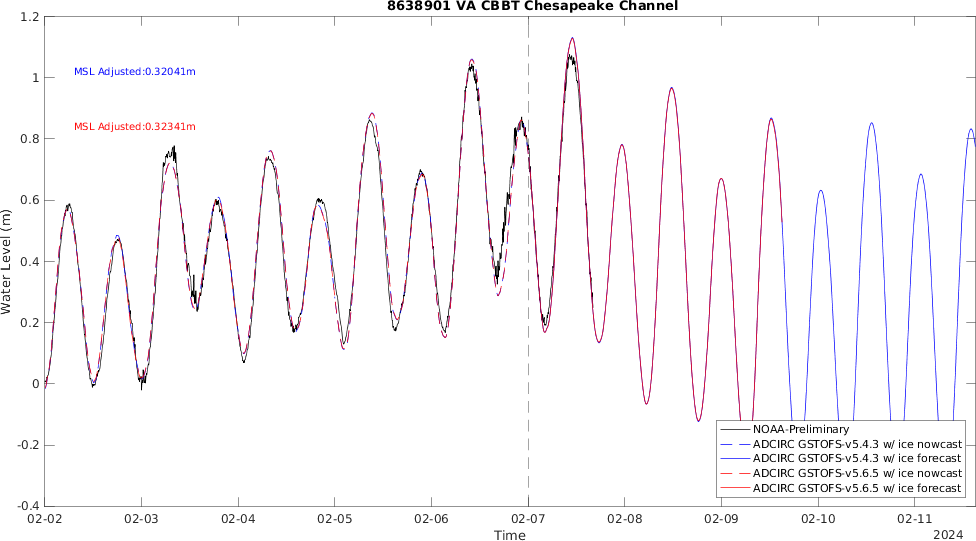 8638901 VA CBBT Chesapeake Channel
1.2
1
0.8
0.6
0.4
0.2
0
-0.2
-0.4
Water Level (m)
MSL Adjusted:0.32041m
MSL Adjusted:0.32341m
NOAA-Preliminary
ADCIRC GSTOFS-v5.4.3 w/ ice nowcast
ADCIRC GSTOFS-v5.4.3 w/ ice forecast
ADCIRC GSTOFS-v5.6.5 w/ ice nowcast
ADCIRC GSTOFS-v5.6.5 w/ ice forecast
02-02 02-03 02-04 02-05 02-06 02-07 02-08 02-09 02-10 02-11
Time
2024